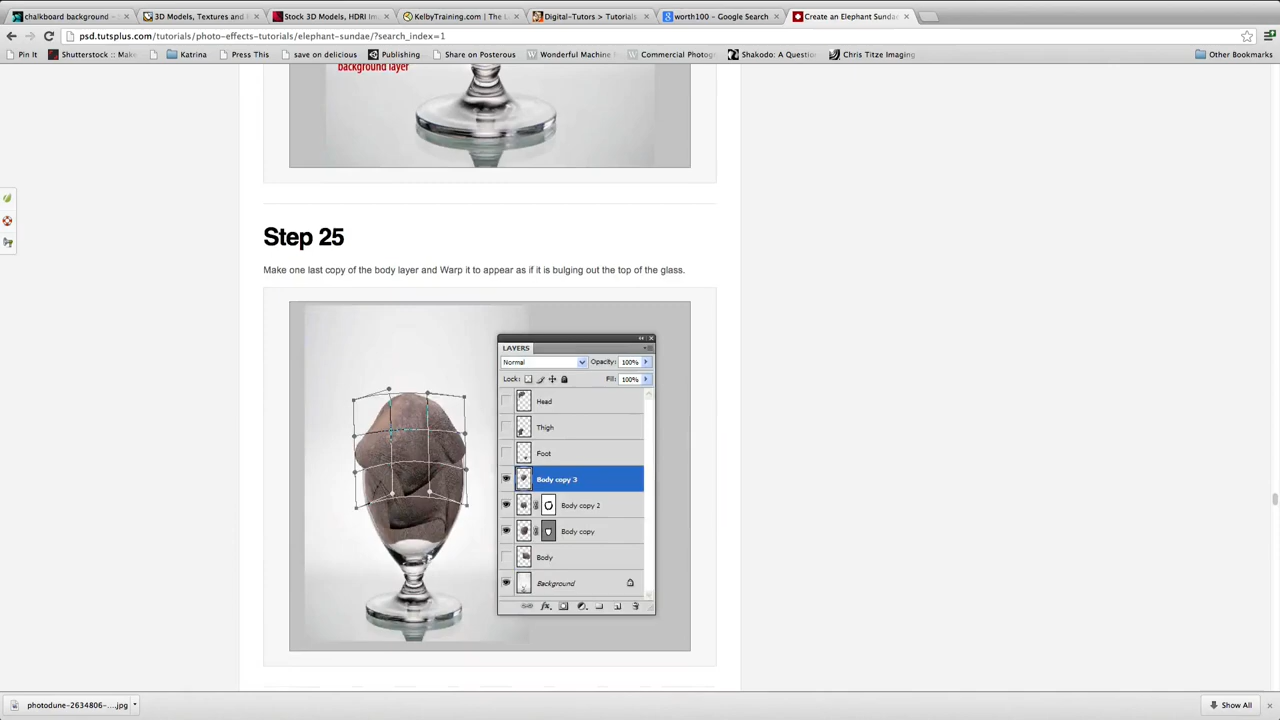 chalkboard background -
3D Models, Textures and
Stock 3D Models, HDRI Im
KelbyTraining.com | The L
Digital-Tutors > Tutorials
worth100 - Google Search
Create an Elephant Sundae
psd.tutsplus.com/tutorials/photo-effects-tutorials/elephant-sundae/?search_index=1
Pin It
Shutterstock :: Make
Katrina
Press This
save on delicious
Publishing
Share on Posterous
Wonderful Machine
Commercial Photog
Shakodo: A Question
Chris Titze Imaging
Other Bookmarks
background layer
Step 25
Make one last copy of the body layer and Warp it to appear as if it is bulging out the top of the glass.
LAYERS
Normal
Opacity: 100%
Lock:
Fill: 100%
Head
Thigh
Foot
Body copy 3
Body copy 2
Body copy
Body
Background
photodune-2634806-....jpg
Show All